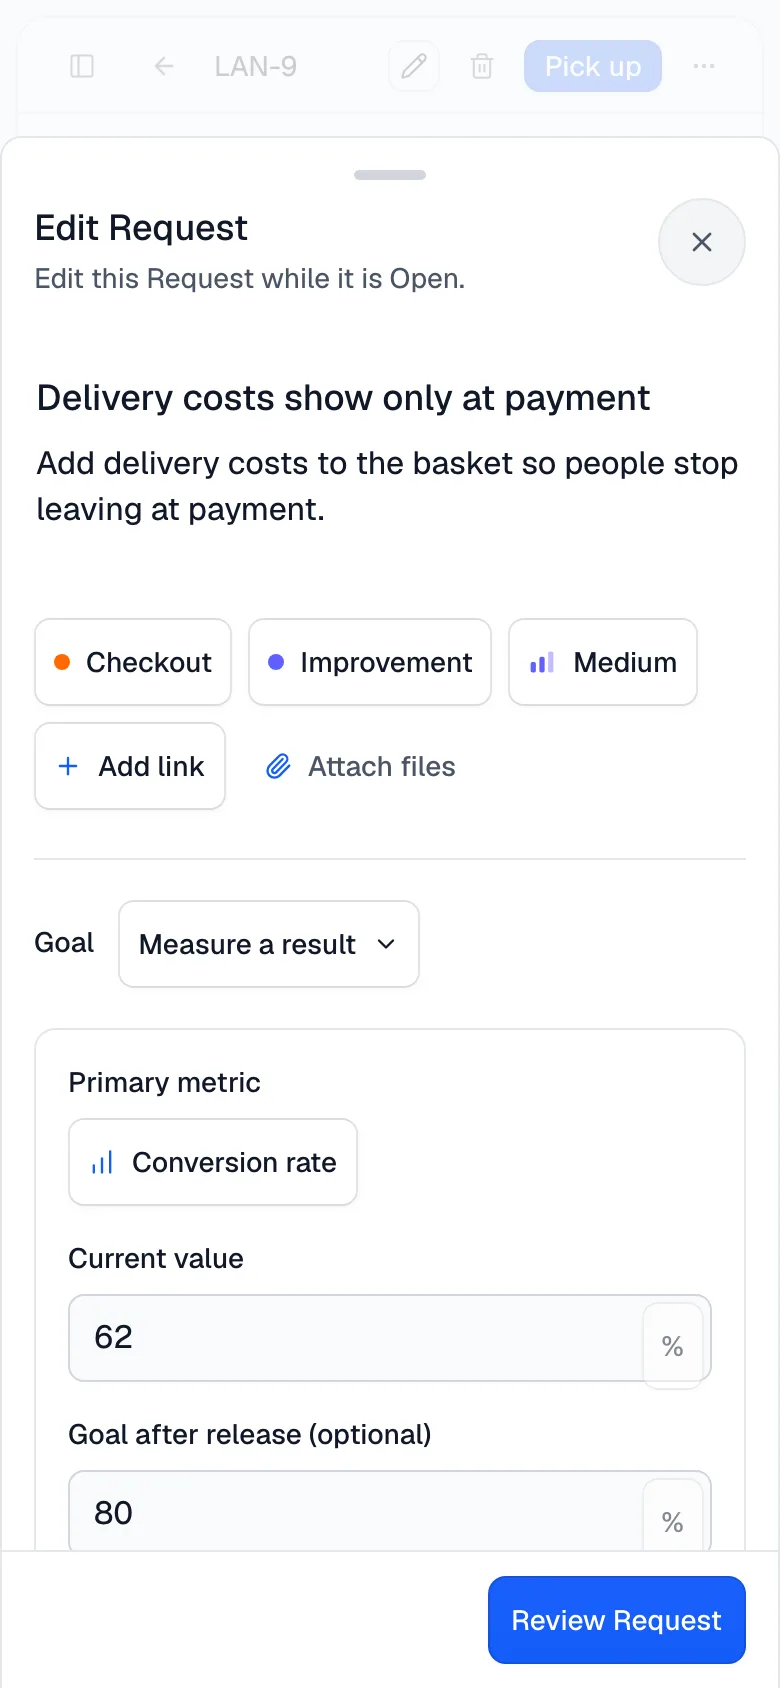 LAN-9
Pick up
Edit Request
Edit this Request while it is Open.
Delivery costs show only at payment
Add delivery costs to the basket so people stop
leaving at payment.
Checkout
Improvement
Medium
Add link
Attach files
Goal
Measure a result
Primary metric
Conversion rate
Current value
62
%
Goal after release (optional)
80
%
Review Request